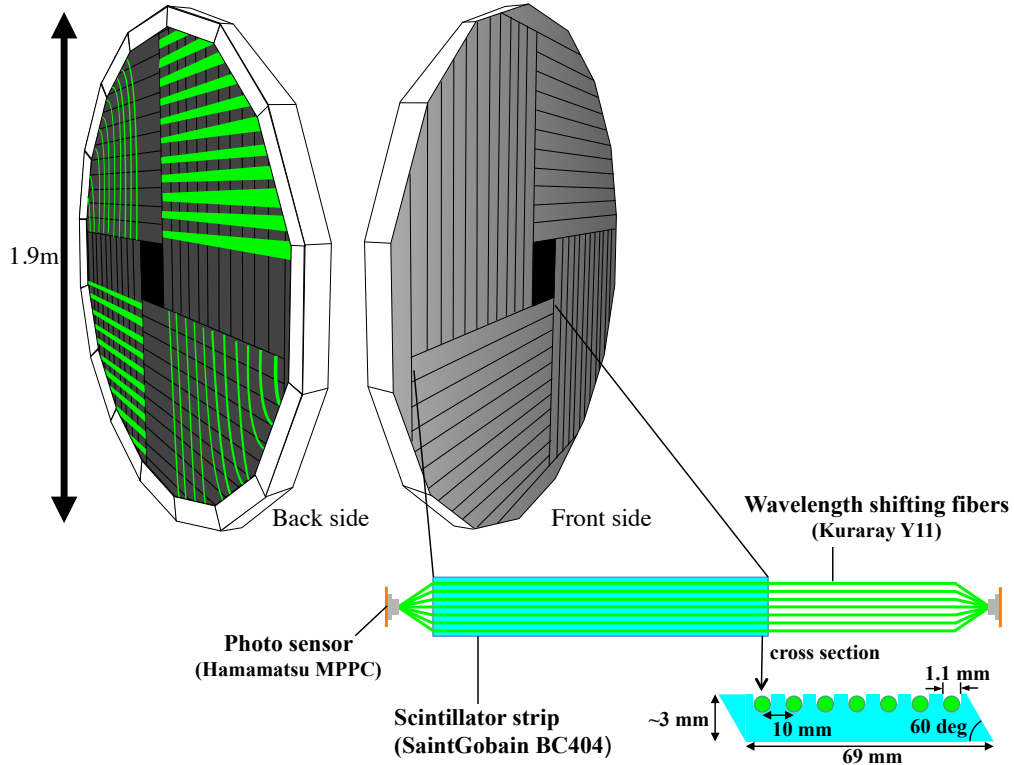 1.9m
Back side
Front side
Wavelength shifting fibers
(Kuraray Y11)
Photo sensor
(Hamamatsu MPPC)
Scintillator strip
(SaintGobain BC404)
cross section
1.1 mm
~3 mm
10 mm
60 deg
69 mm